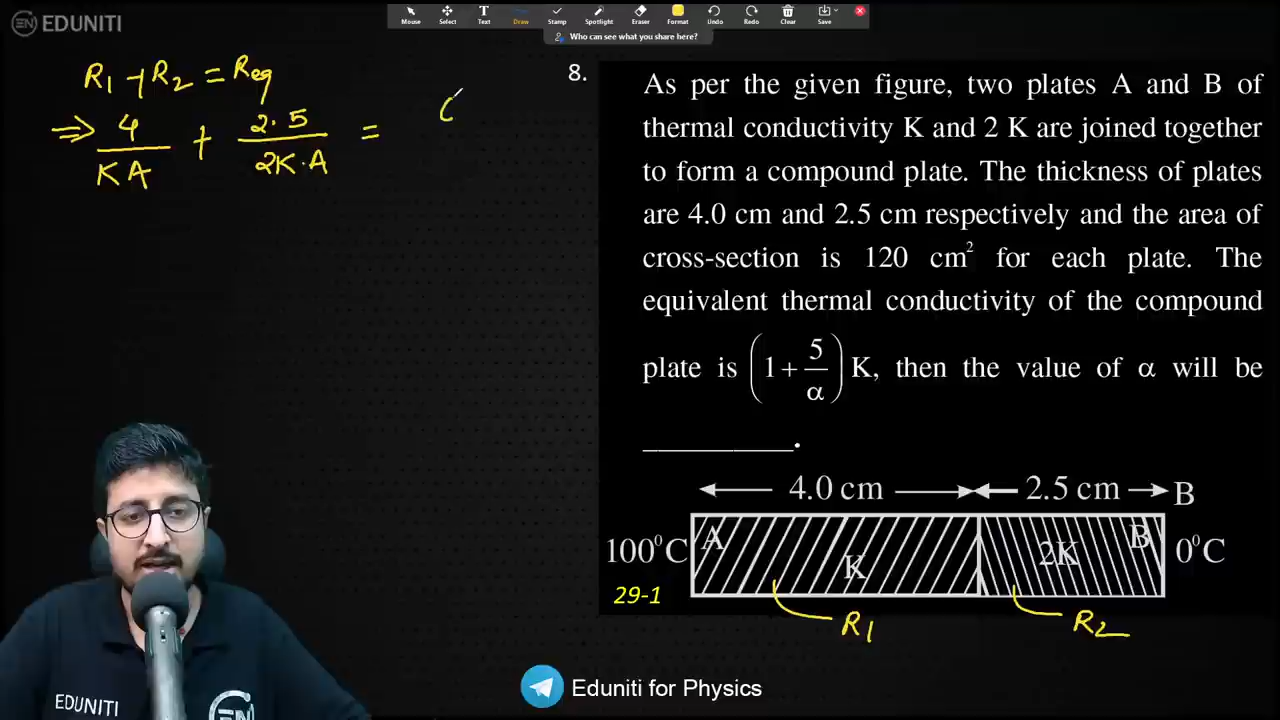 EDUNITI
Mouse Select Text Draw Stamp Spotlight Eraser Format Undo Redo Clear Save
Who can see what you share here?
R1 + R2 = Req
⇒ 4/KA + 2.5/2K·A =
8. As per the given figure, two plates A and B of
thermal conductivity K and 2 K are joined together
to form a compound plate. The thickness of plates
are 4.0 cm and 2.5 cm respectively and the area of
cross-section is 120 cm² for each plate. The
equivalent thermal conductivity of the compound
plate is (1 + 5/α) K, then the value of α will be
__________.
4.0 cm 2.5 cm B
100⁰C A K 2K B 0⁰C
29-1
R1 R2
EDUNITI
Eduniti for Physics